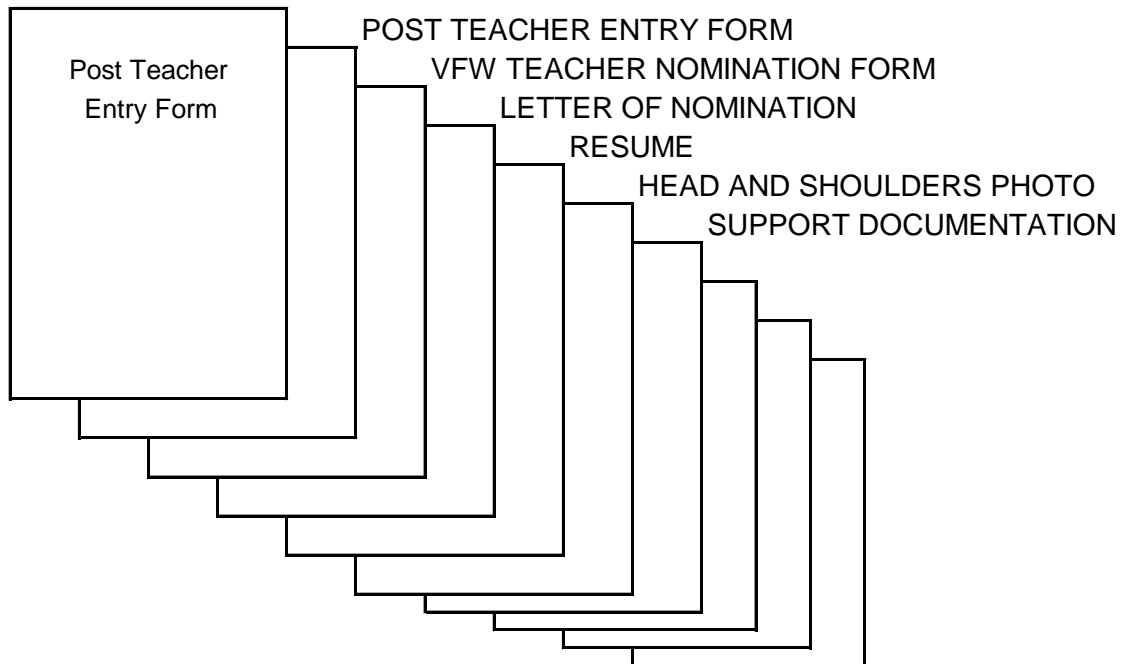 POST TEACHER ENTRY FORM
Post Teacher
Entry Form
VFW TEACHER NOMINATION FORM
LETTER OF NOMINATION
RESUME
HEAD AND SHOULDERS PHOTO
SUPPORT DOCUMENTATION